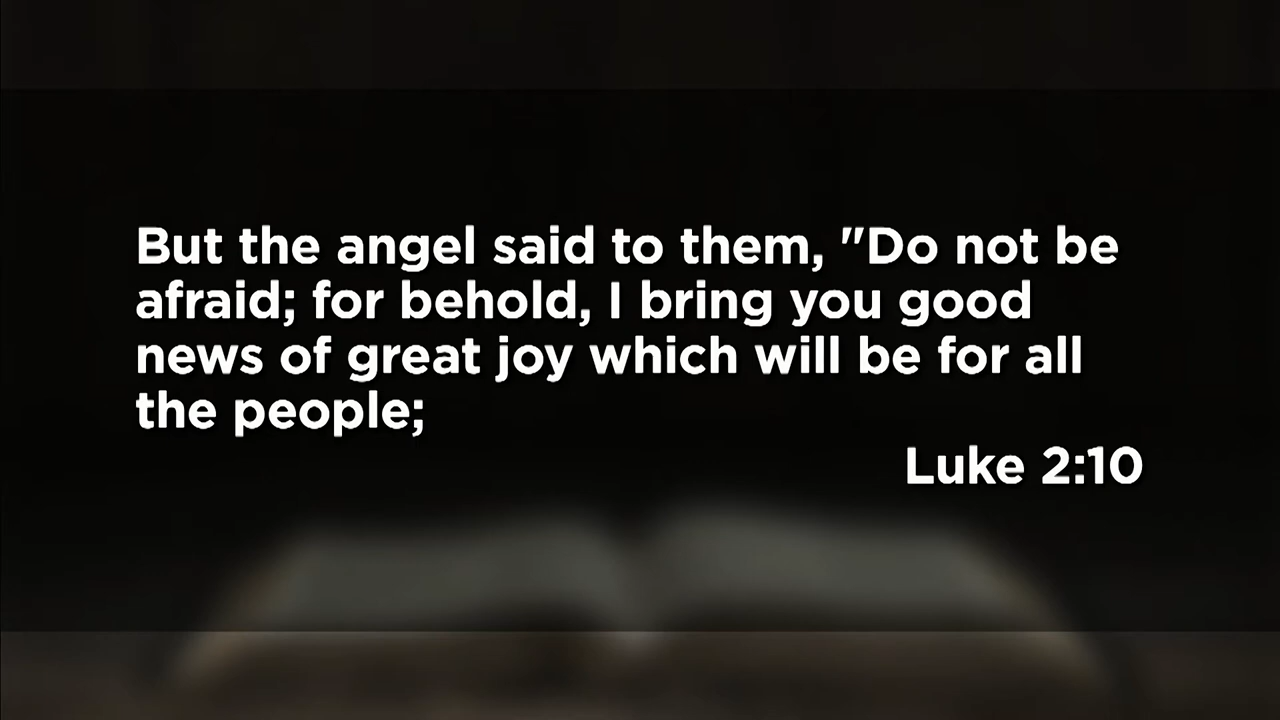 But the angel said to them, "Do not be
afraid; for behold, I bring you good
news of great joy which will be for all
the people;
Luke 2:10